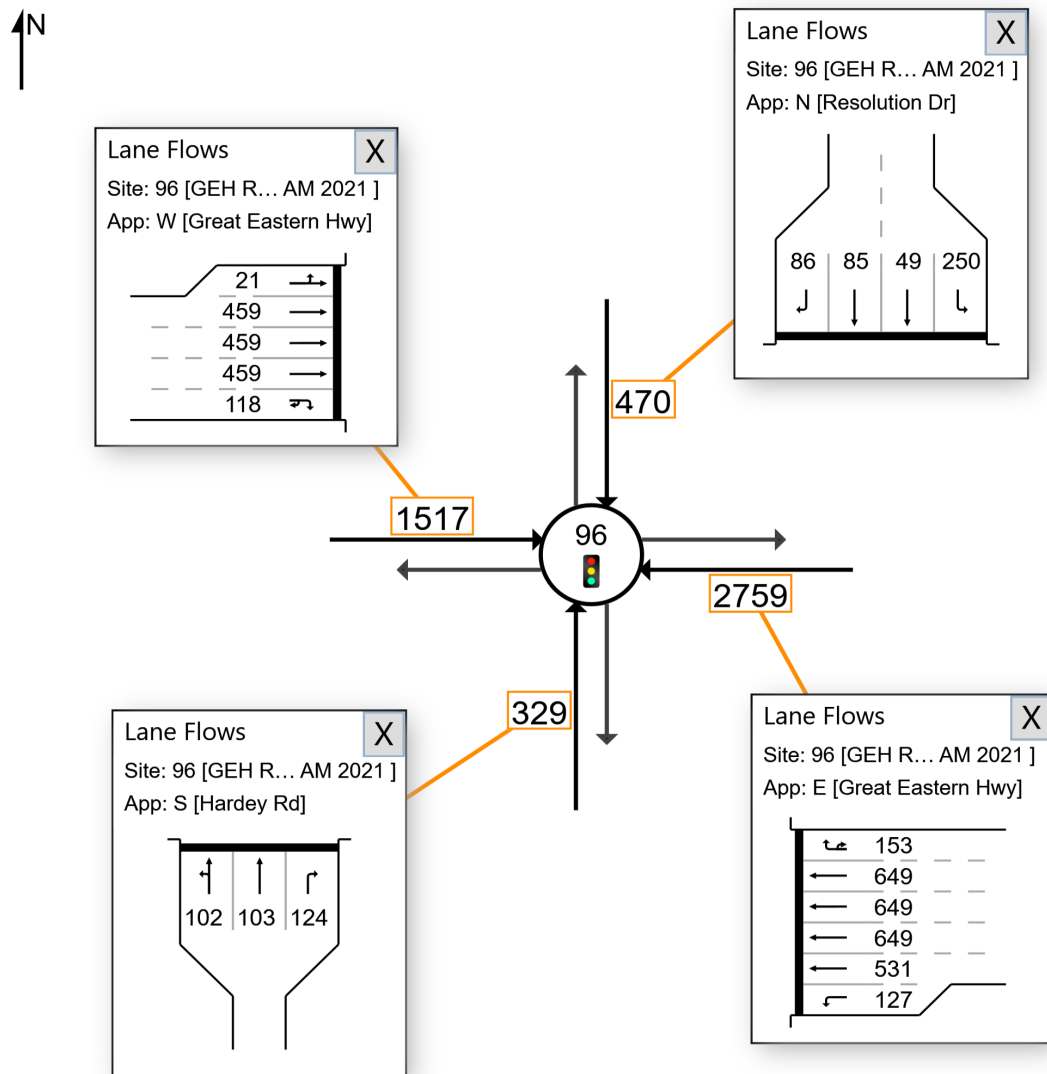 N
Lane Flows
X
Site: 96 [GEH R... AM 2021 ]
App: N [Resolution Dr]
86 85 49 250
Lane Flows
X
Site: 96 [GEH R... AM 2021 ]
App: W [Great Eastern Hwy]
21
459
459
459
118
470
1517
96
2759
329
Lane Flows
X
Site: 96 [GEH R... AM 2021 ]
App: S [Hardey Rd]
102 103 124
Lane Flows
X
Site: 96 [GEH R... AM 2021 ]
App: E [Great Eastern Hwy]
153
649
649
649
531
127